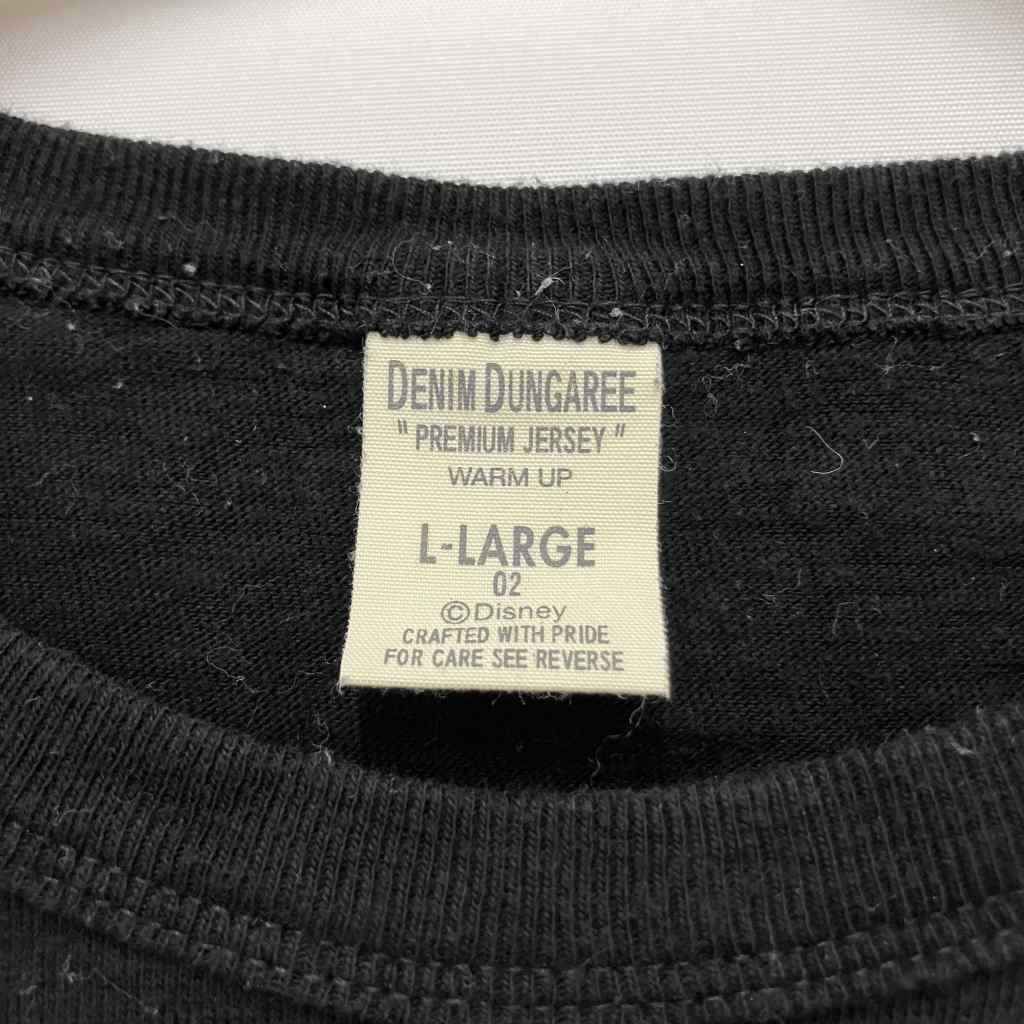 DENIM DUNGAREE
"PREMIUM JERSEY"
WARM UP
L-LARGE
02
©Disney
CRAFTED WITH PRIDE
FOR CARE SEE REVERSE